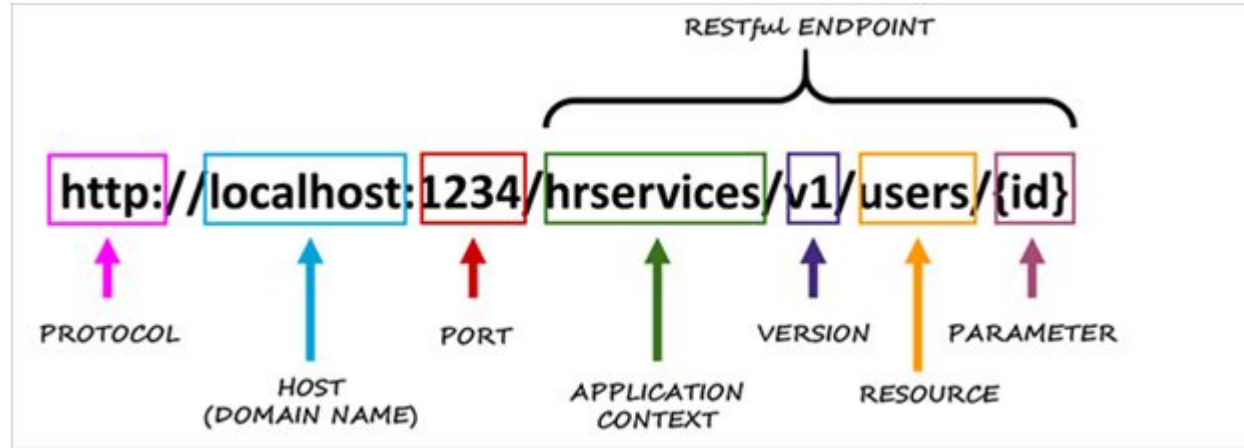 RESTful ENDPOINT
http://localhost:1234/hrservices/v1/users/{id}
PROTOCOL
HOST
(DOMAIN NAME)
PORT
APPLICATION
CONTEXT
VERSION
RESOURCE
PARAMETER